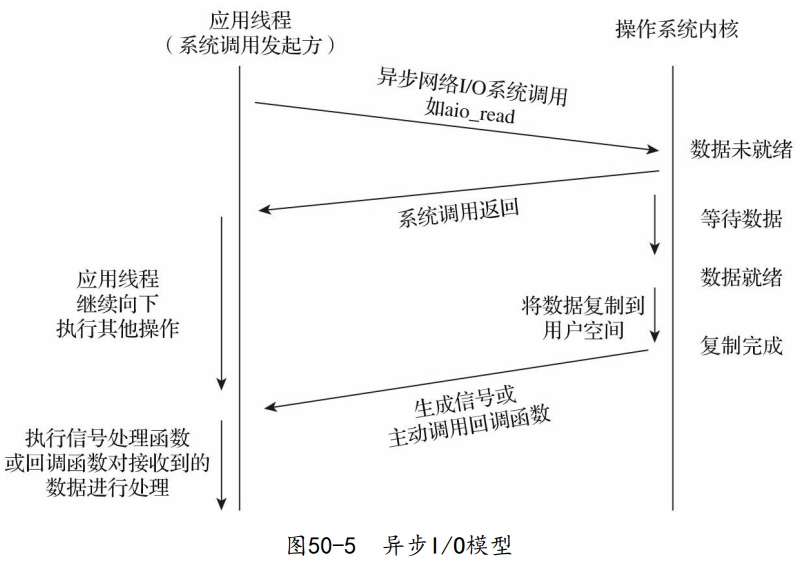 应用线程
（系统调用发起方）
操作系统内核
异步网络I/O系统调用
如aio_read
数据未就绪
系统调用返回
等待数据
应用线程
继续向下
执行其他操作
数据就绪
将数据复制到
用户空间
复制完成
生成信号或
主动调用回调函数
执行信号处理函数
或回调函数对接收到的
数据进行处理
图50-5 异步I/O模型